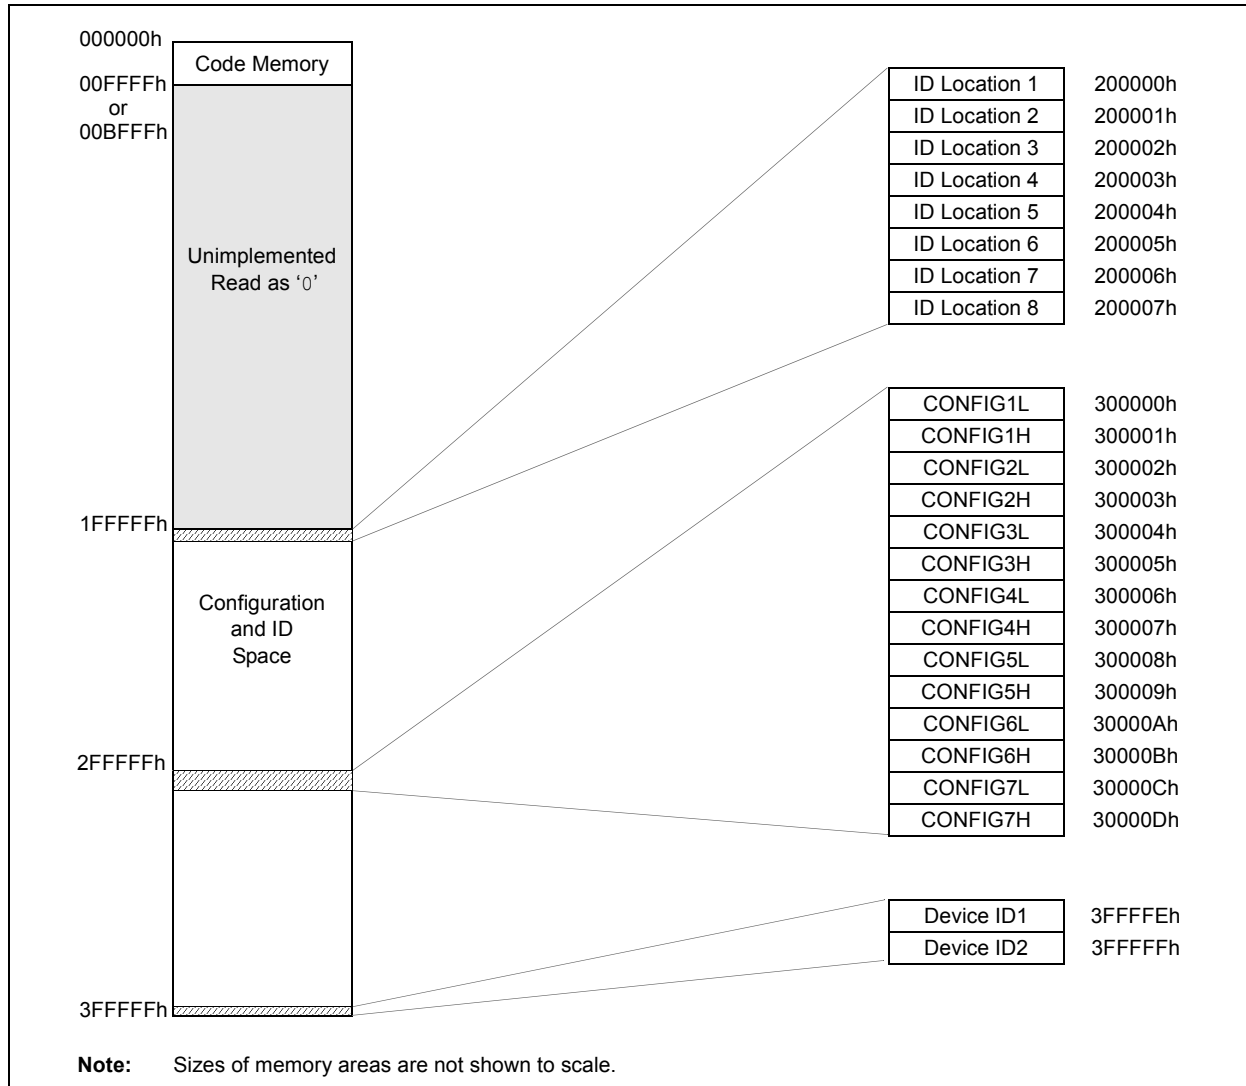 000000h
Code Memory
00FFFFh
or
00BFFFh
Unimplemented
Read as ‘0’
1FFFFFh
Configuration
and ID
Space
2FFFFFh
3FFFFFh
ID Location 1 200000h
ID Location 2 200001h
ID Location 3 200002h
ID Location 4 200003h
ID Location 5 200004h
ID Location 6 200005h
ID Location 7 200006h
ID Location 8 200007h
CONFIG1L 300000h
CONFIG1H 300001h
CONFIG2L 300002h
CONFIG2H 300003h
CONFIG3L 300004h
CONFIG3H 300005h
CONFIG4L 300006h
CONFIG4H 300007h
CONFIG5L 300008h
CONFIG5H 300009h
CONFIG6L 30000Ah
CONFIG6H 30000Bh
CONFIG7L 30000Ch
CONFIG7H 30000Dh
Device ID1 3FFFFEh
Device ID2 3FFFFFh
Note: Sizes of memory areas are not shown to scale.